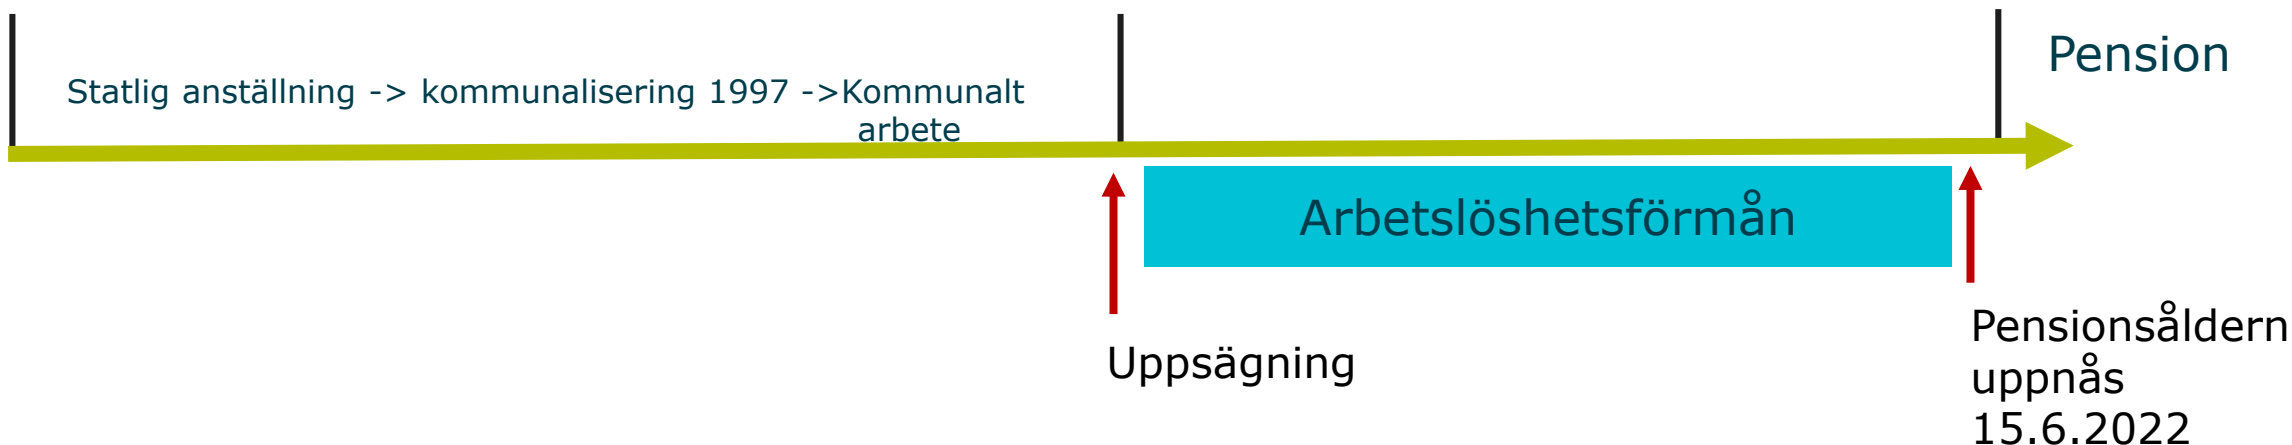 Pension
Statlig anställning -> kommunalisering 1997 ->Kommunalt
arbete
Arbetslöshetsförmån
Uppsägning
Pensionsåldern
uppnås
15.6.2022